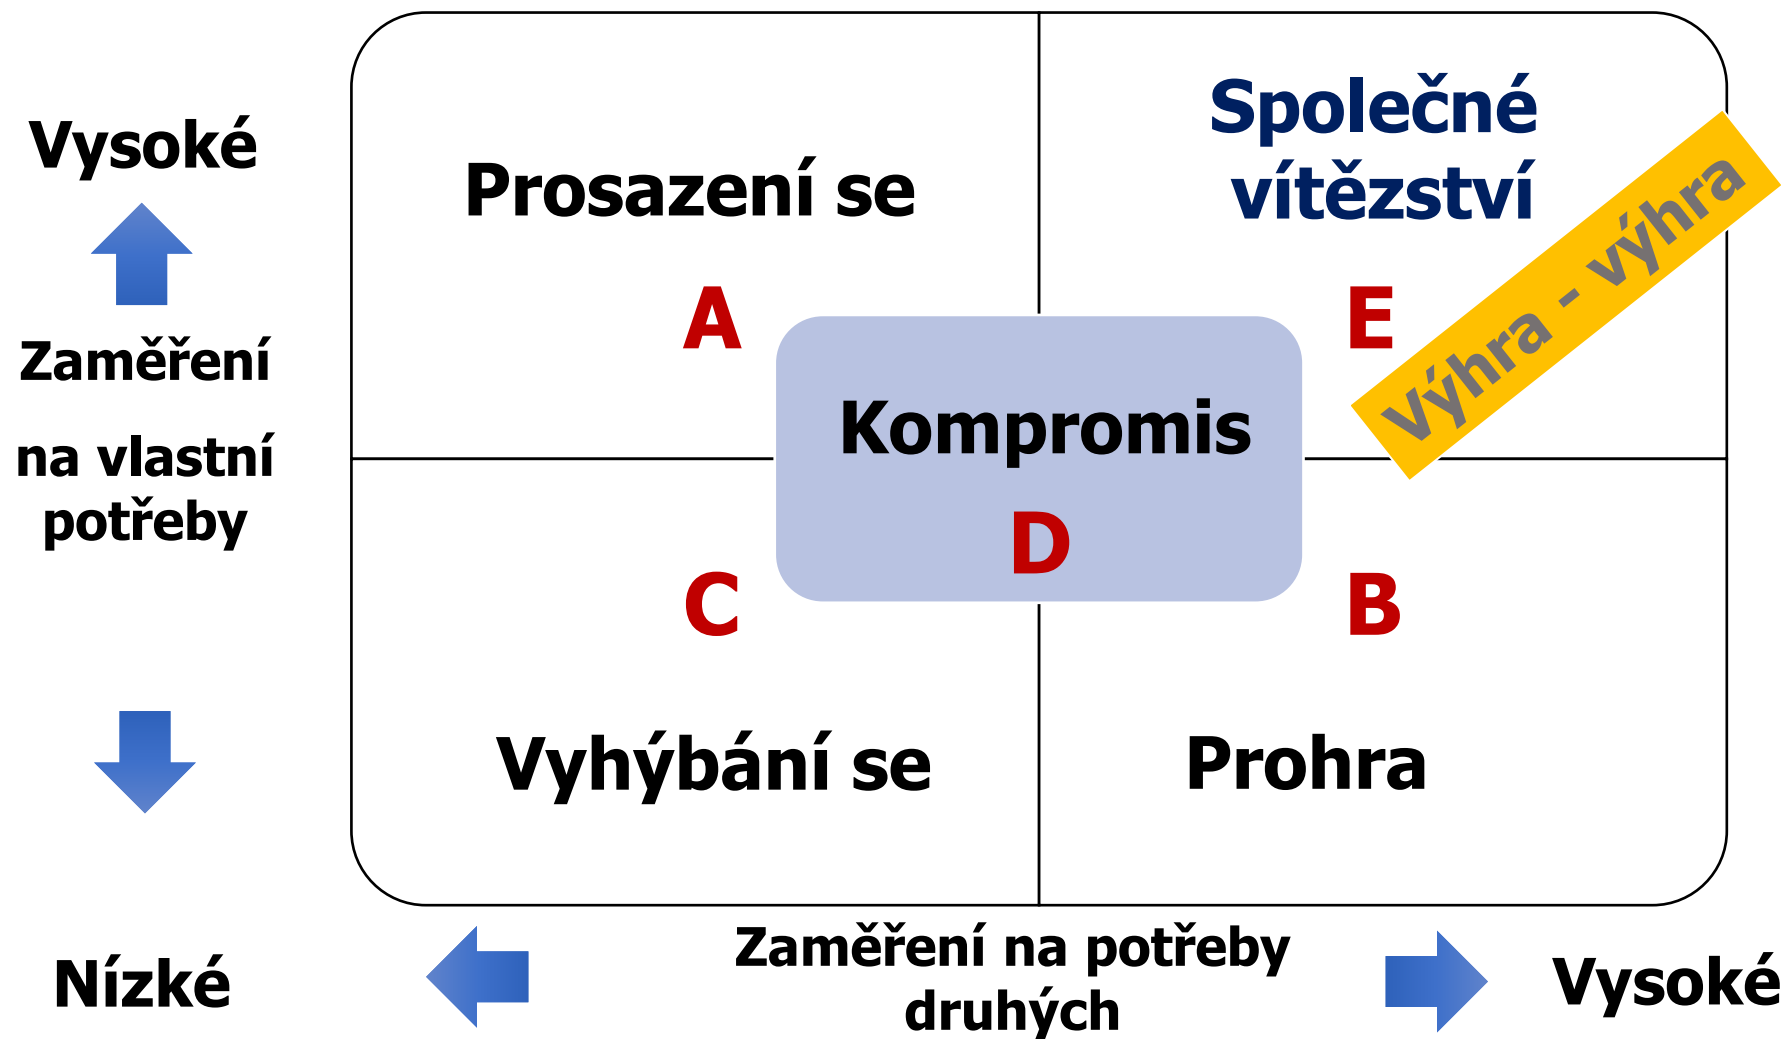 Vysoké
Zaměření
na vlastní
potřeby
Nízké
Prosazení se
A
Společné
vítězství
E
Výhra - výhra
Kompromis
D
C
Vyhýbání se
B
Prohra
Zaměření na potřeby
druhých
Vysoké